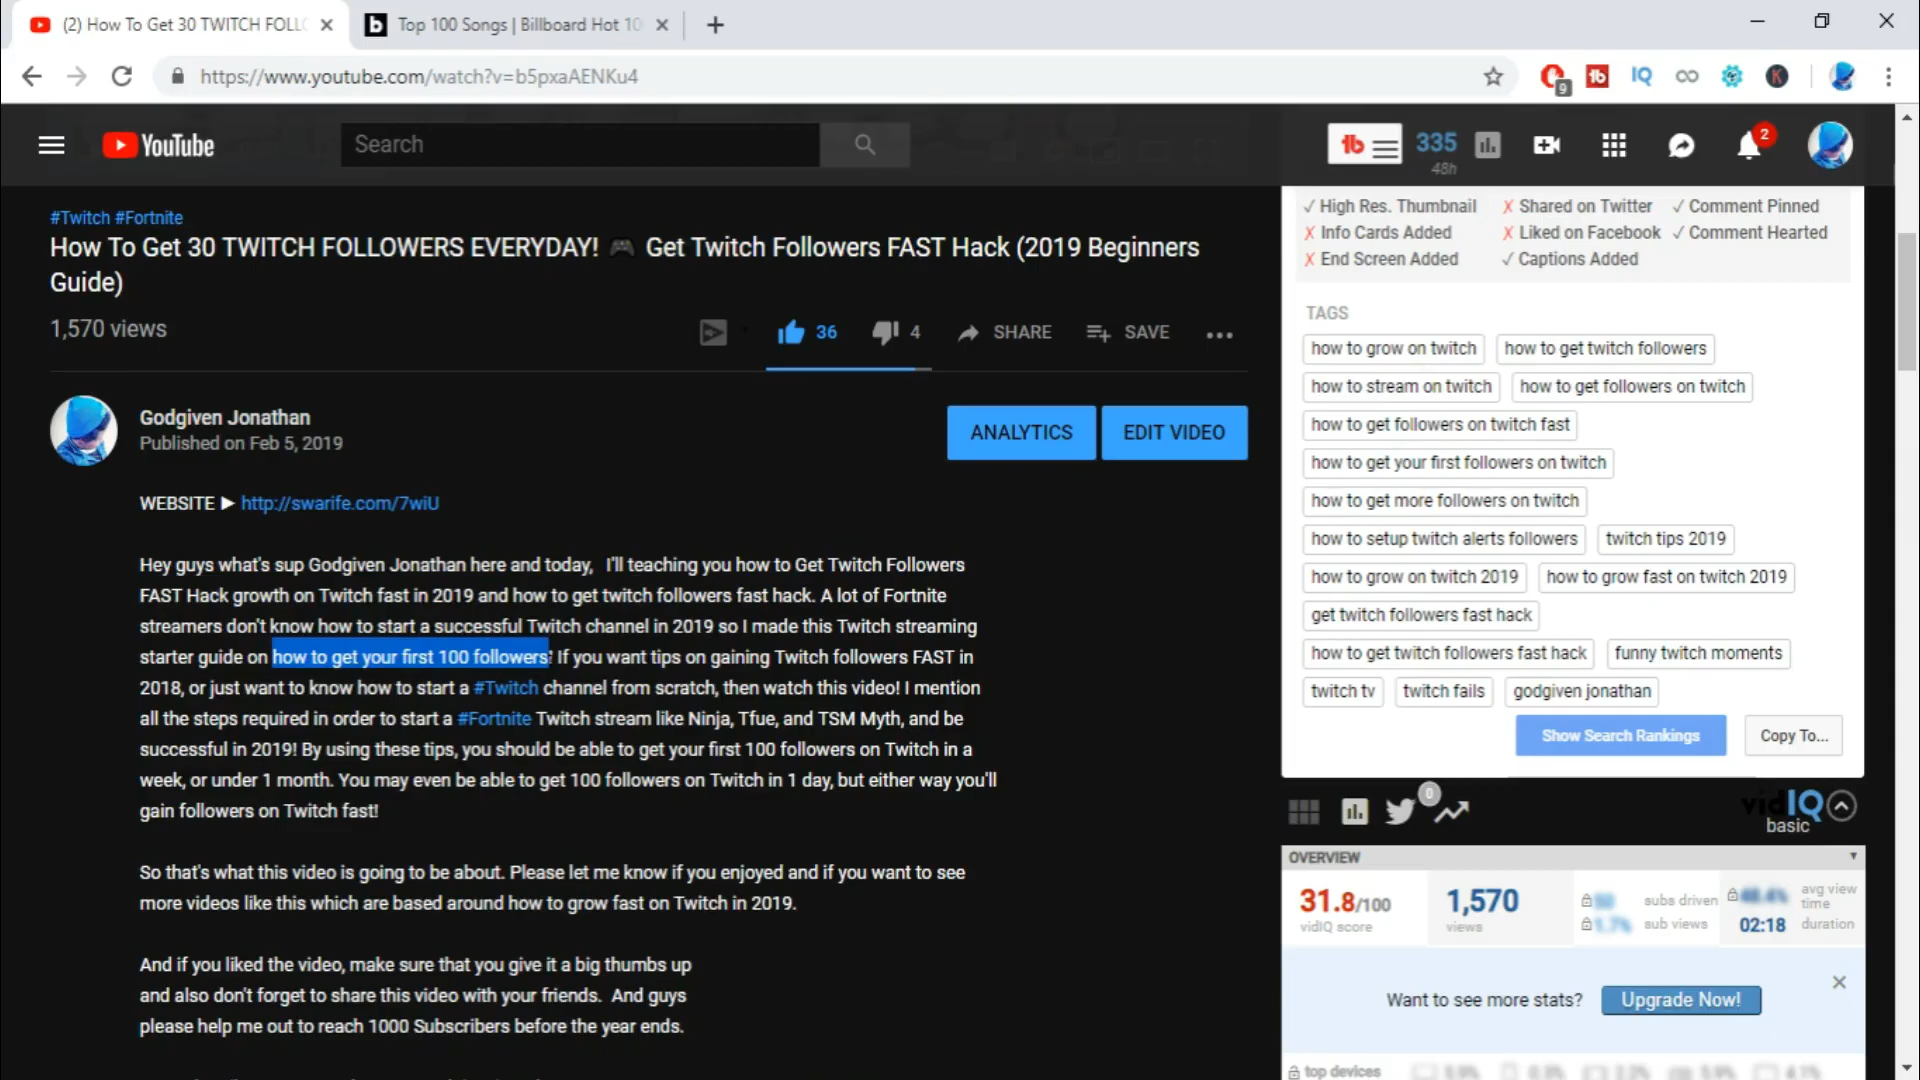 (2) How To Get 30 TWITCH FOLLO
Top 100 Songs | Billboard Hot 10
https://www.youtube.com/watch?v=b5pxaAENKu4
9
IQ
K
YouTube
Search
335
48h
2
#Twitch #Fortnite
How To Get 30 TWITCH FOLLOWERS EVERYDAY! 🎮 Get Twitch Followers FAST Hack (2019 Beginners
Guide)
1,570 views
36
4
SHARE
SAVE
Godgiven Jonathan
Published on Feb 5, 2019
ANALYTICS
EDIT VIDEO
WEBSITE ► http://swarife.com/7wiU
Hey guys what's sup Godgiven Jonathan here and today, I'll teaching you how to Get Twitch Followers
FAST Hack growth on Twitch fast in 2019 and how to get twitch followers fast hack. A lot of Fortnite
streamers don't know how to start a successful Twitch channel in 2019 so I made this Twitch streaming
starter guide on how to get your first 100 followers! If you want tips on gaining Twitch followers FAST in
2018, or just want to know how to start a #Twitch channel from scratch, then watch this video! I mention
all the steps required in order to start a #Fortnite Twitch stream like Ninja, Tfue, and TSM Myth, and be
successful in 2019! By using these tips, you should be able to get your first 100 followers on Twitch in a
week, or under 1 month. You may even be able to get 100 followers on Twitch in 1 day, but either way you'll
gain followers on Twitch fast!
So that's what this video is going to be about. Please let me know if you enjoyed and if you want to see
more videos like this which are based around how to grow fast on Twitch in 2019.
And if you liked the video, make sure that you give it a big thumbs up
and also don't forget to share this video with your friends. And guys
please help me out to reach 1000 Subscribers before the year ends.
✓ High Res. Thumbnail ✗ Shared on Twitter ✓ Comment Pinned
✗ Info Cards Added ✗ Liked on Facebook ✓ Comment Hearted
✗ End Screen Added ✓ Captions Added
TAGS
how to grow on twitch how to get twitch followers
how to stream on twitch how to get followers on twitch
how to get followers on twitch fast
how to get your first followers on twitch
how to get more followers on twitch
how to setup twitch alerts followers twitch tips 2019
how to grow on twitch 2019 how to grow fast on twitch 2019
get twitch followers fast hack
how to get twitch followers fast hack funny twitch moments
twitch tv twitch fails godgiven jonathan
Show Search Rankings Copy To...
0
vidIQ
basic
OVERVIEW
31.8/100
vidIQ score
1,570
views
subs driven
sub views
avg view
time
02:18 duration
Want to see more stats? Upgrade Now!
top devices